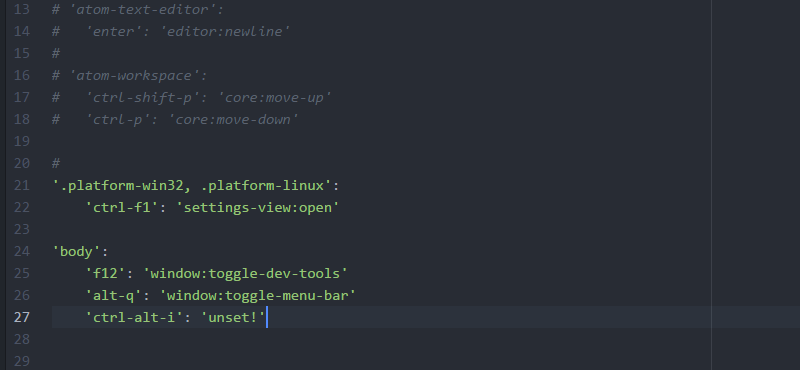 13 # 'atom-text-editor':
14 #   'enter': 'editor:newline'
15 #
16 # 'atom-workspace':
17 #   'ctrl-shift-p': 'core:move-up'
18 #   'ctrl-p': 'core:move-down'
19
20 #
21 '.platform-win32, .platform-linux':
22     'ctrl-f1': 'settings-view:open'
23
24 'body':
25     'f12': 'window:toggle-dev-tools'
26     'alt-q': 'window:toggle-menu-bar'
27     'ctrl-alt-i': 'unset!'
28
29